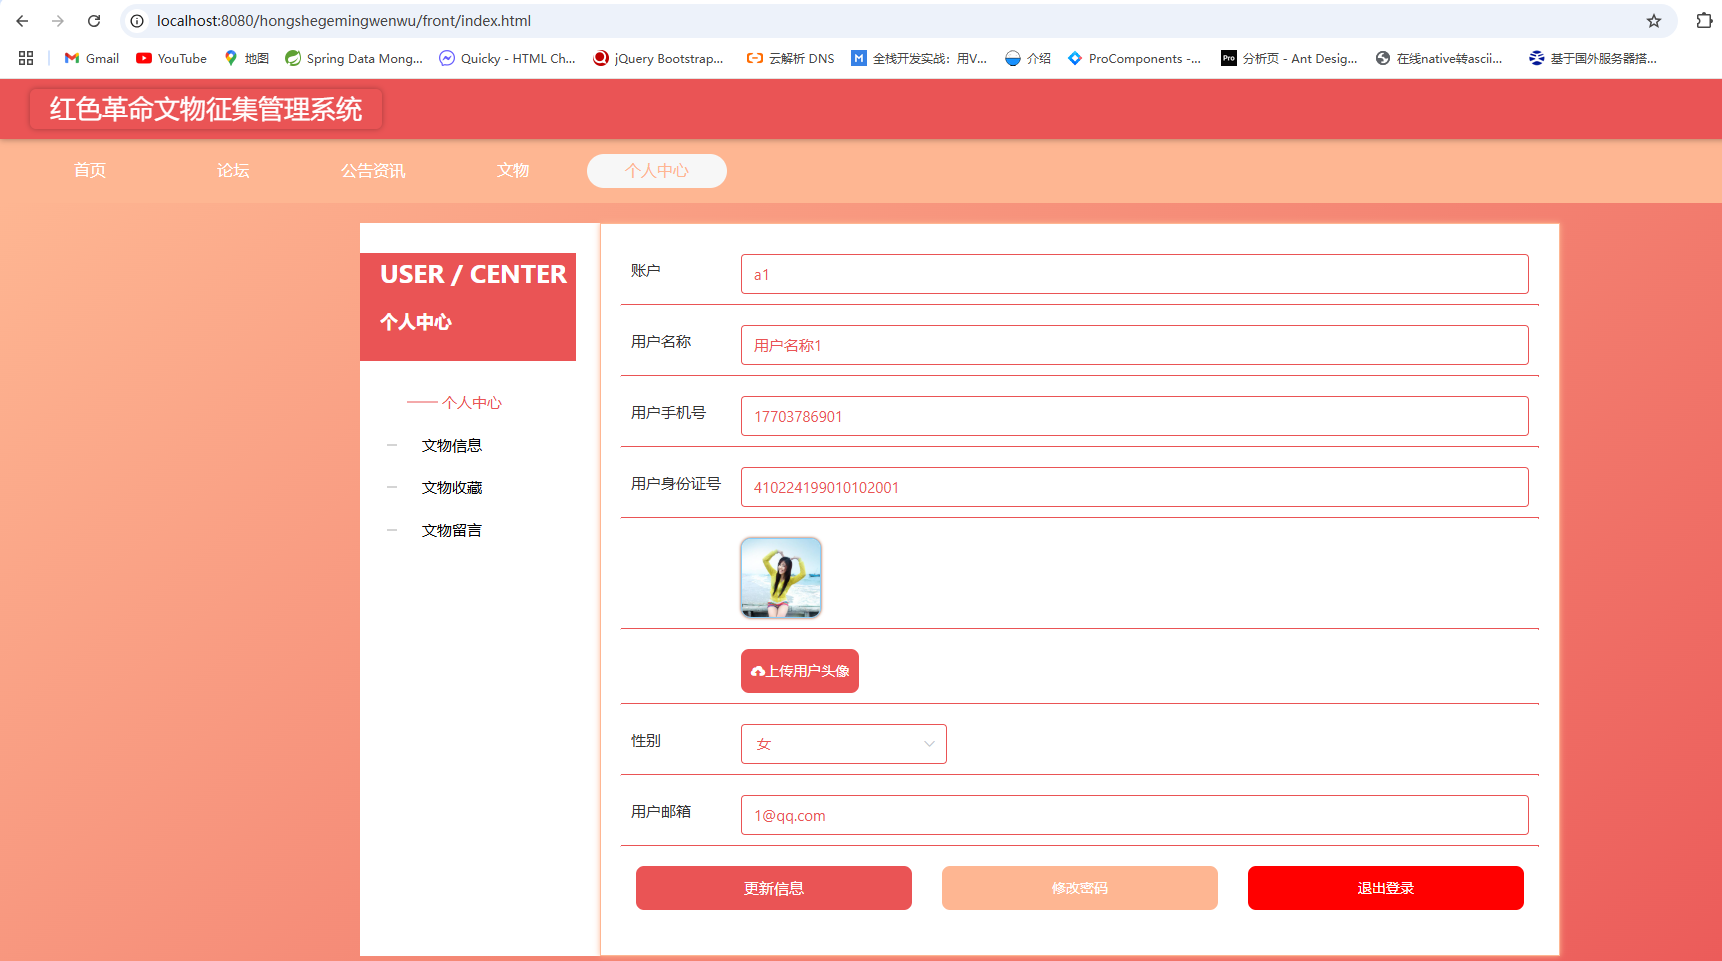 localhost:8080/hongshegemingwenwu/front/index.html
Gmail
YouTube
地图
Spring Data Mong...
Quicky - HTML Ch...
jQuery Bootstrap...
云解析 DNS
全栈开发实战：用V...
介绍
ProComponents -...
Pro
分析页 - Ant Desig...
在线native转ascii...
基于国外服务器搭...
红色革命文物征集管理系统
首页
论坛
公告资讯
文物
个人中心
USER / CENTER
个人中心
个人中心
文物信息
文物收藏
文物留言
账户
a1
用户名称
用户名称1
用户手机号
17703786901
用户身份证号
410224199010102001
上传用户头像
性别
女
用户邮箱
1@qq.com
更新信息
修改密码
退出登录